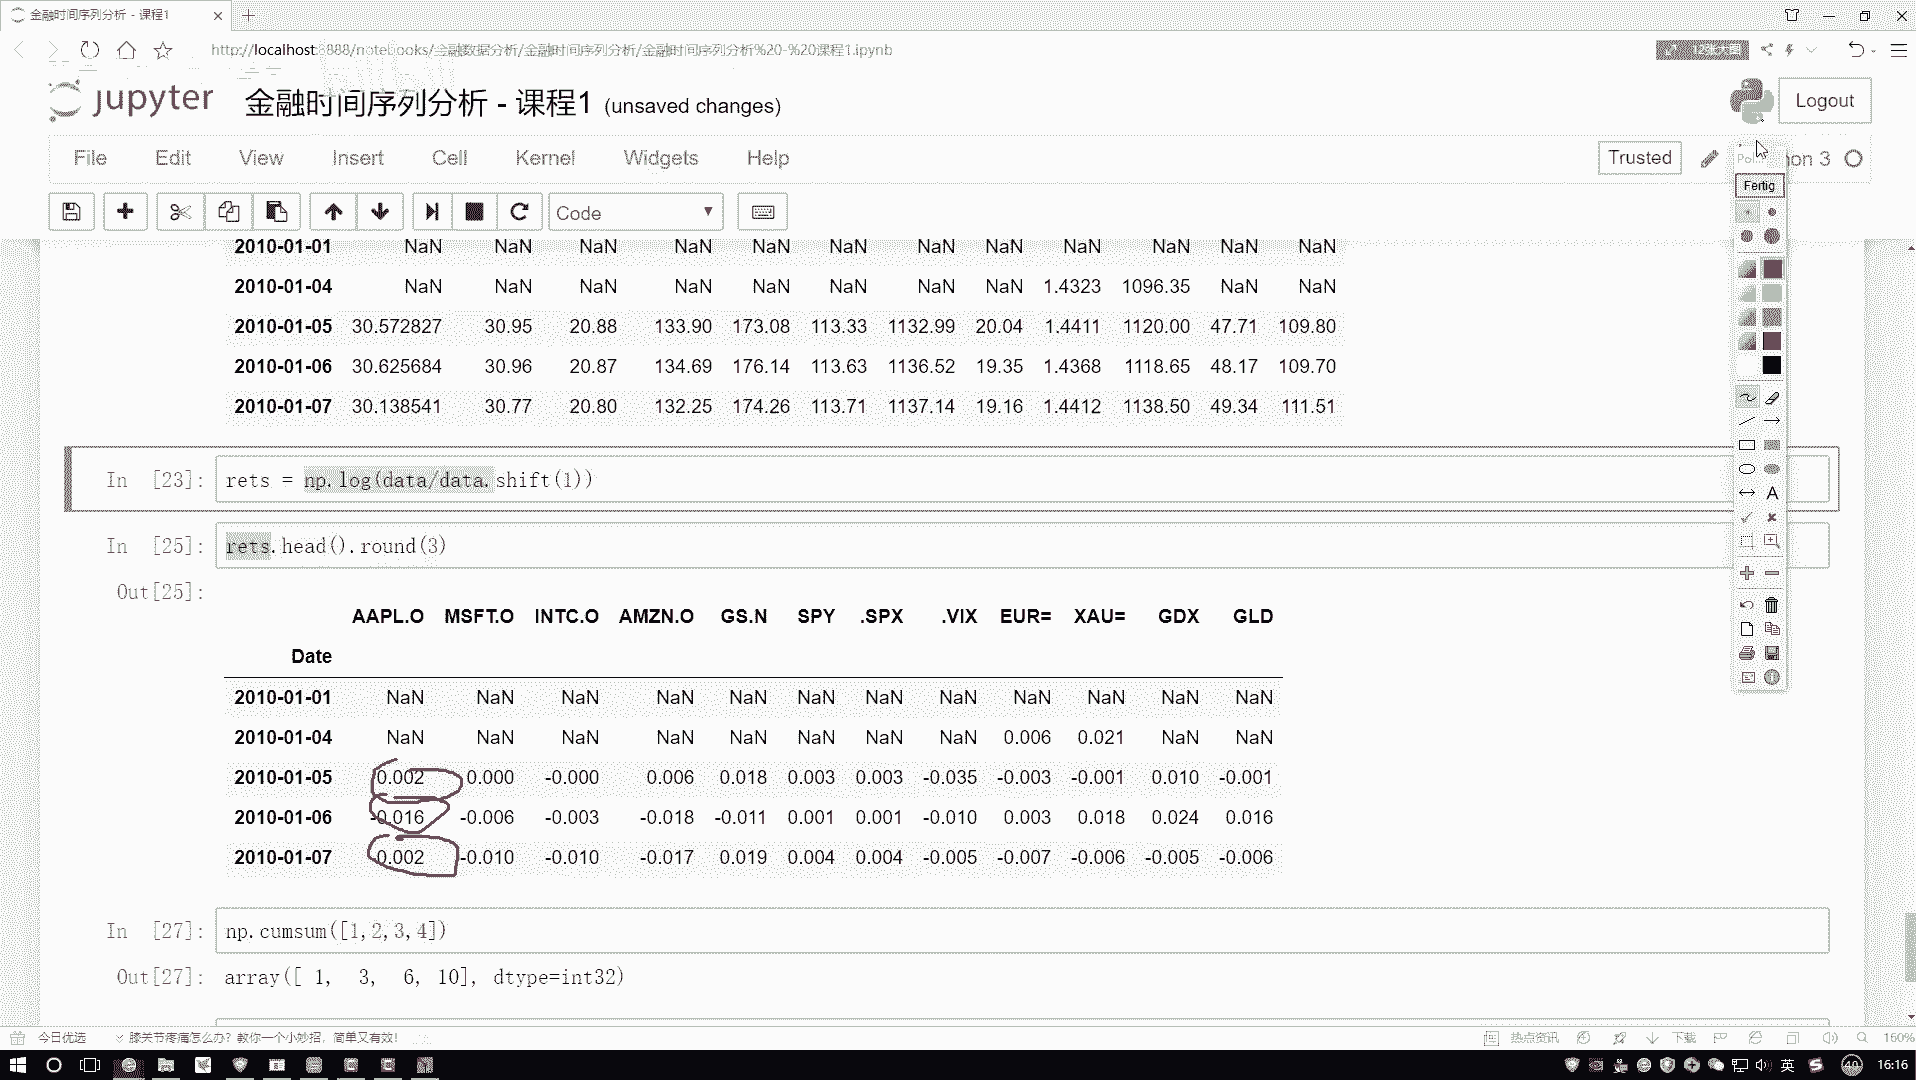 金融时间序列分析 - 课程1
http://localhost:8888/notebooks/金融数据分析/金融时间序列分析/金融时间序列分析%20-%20课程1.ipynb
jupyter 金融时间序列分析 - 课程1 (unsaved changes)
Logout
File Edit View Insert Cell Kernel Widgets Help
Trusted
on 3
Fertig
Code
2010-01-01 NaN NaN NaN NaN NaN NaN NaN NaN NaN NaN NaN NaN
2010-01-04 NaN NaN NaN NaN NaN NaN NaN NaN 1.4323 1096.35 NaN NaN
2010-01-05 30.572827 30.95 20.88 133.90 173.08 113.33 1132.99 20.04 1.4411 1120.00 47.71 109.80
2010-01-06 30.625684 30.96 20.87 134.69 176.14 113.63 1136.52 19.35 1.4368 1118.65 48.17 109.70
2010-01-07 30.138541 30.77 20.80 132.25 174.26 113.71 1137.14 19.16 1.4412 1138.50 49.34 111.51
In [23]: rets = np.log(data/data.shift(1))
In [25]: rets.head().round(3)
Out[25]:
AAPL.O MSFT.O INTC.O AMZN.O GS.N SPY .SPX .VIX EUR= XAU= GDX GLD
Date
2010-01-01 NaN NaN NaN NaN NaN NaN NaN NaN NaN NaN NaN NaN
2010-01-04 NaN NaN NaN NaN NaN NaN NaN NaN 0.006 0.021 NaN NaN
2010-01-05 0.002 0.000 -0.000 0.006 0.018 0.003 0.003 -0.035 -0.003 -0.001 0.010 -0.001
2010-01-06 -0.016 -0.006 -0.003 -0.018 -0.011 0.001 0.001 -0.010 0.003 0.018 0.024 0.016
2010-01-07 0.002 -0.010 -0.010 -0.017 0.019 0.004 0.004 -0.005 -0.007 -0.006 -0.005 -0.006
In [27]: np.cumsum([1,2,3,4])
Out[27]: array([ 1, 3, 6, 10], dtype=int32)
今日优选 膝关节疼痛怎么办？教你一个小妙招，简单又有效！
热点资讯 下载 160%
英 40 16:16